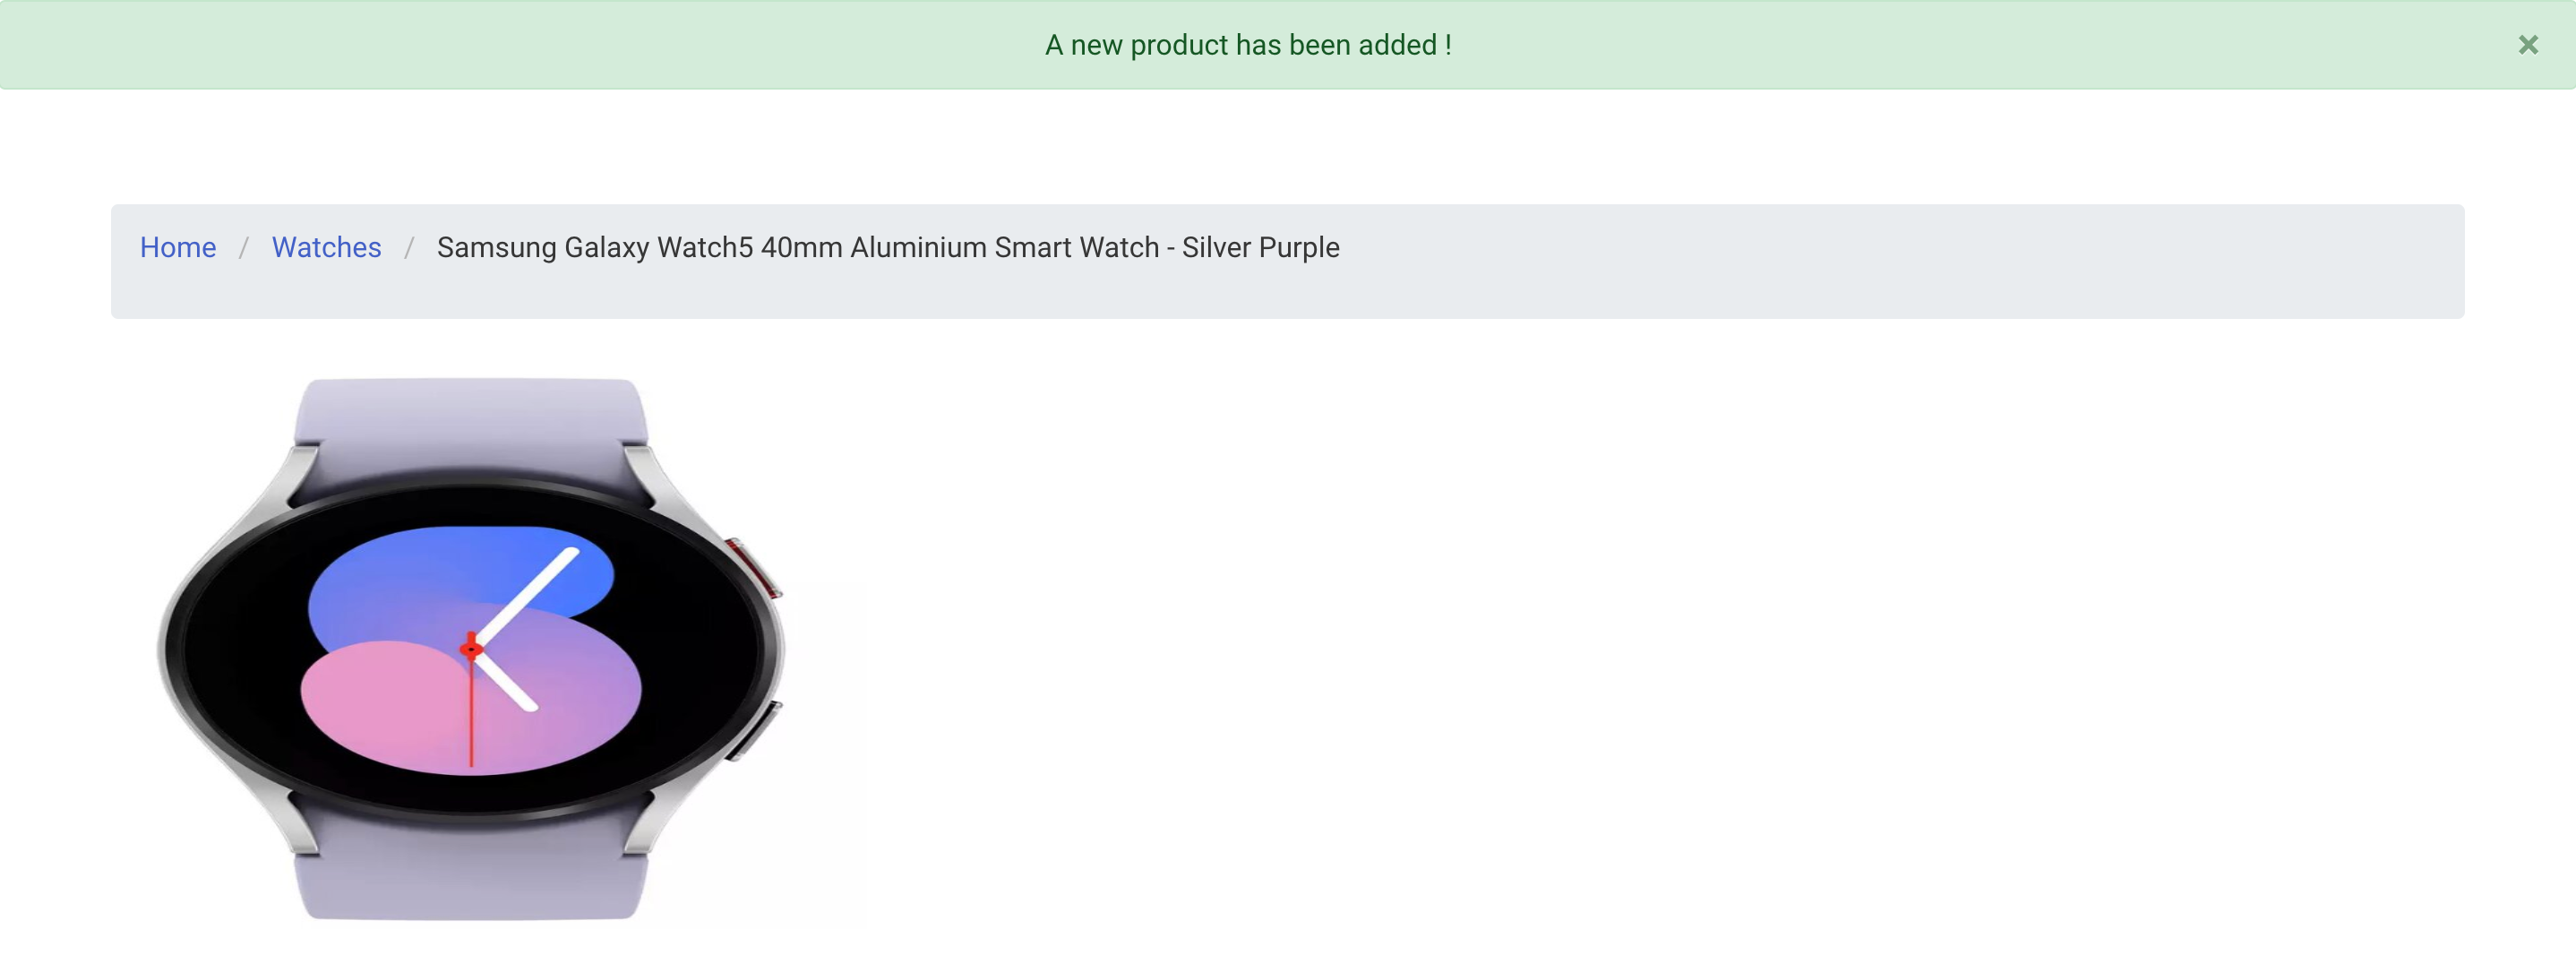 A new product has been added !
×
Home / Watches / Samsung Galaxy Watch5 40mm Aluminium Smart Watch - Silver Purple